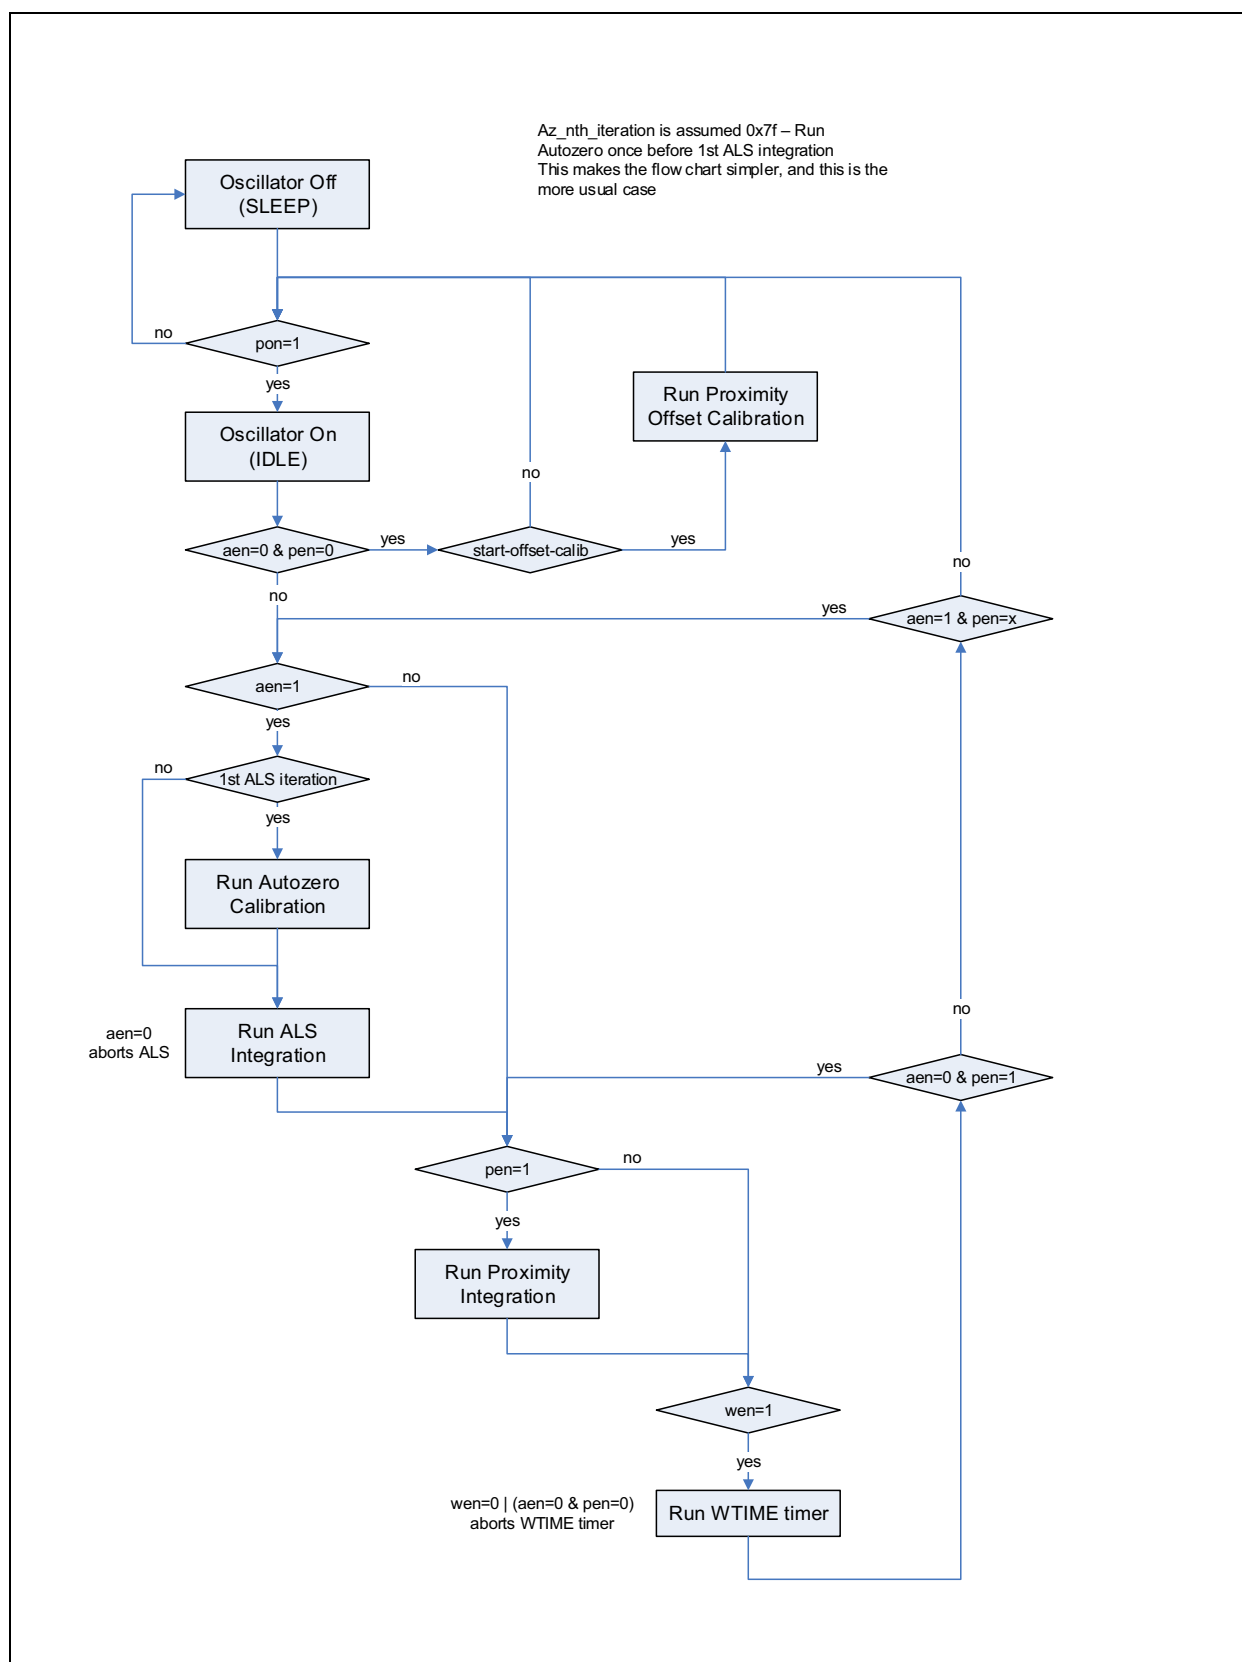 Az_nth_iteration is assumed 0x7f – Run
Autozero once before 1st ALS integration
This makes the flow chart simpler, and this is the
more usual case
Oscillator Off
(SLEEP)
no
pon=1
yes
Run Proximity
Offset Calibration
Oscillator On
(IDLE)
no
aen=0 & pen=0
yes
start-offset-calib
yes
no
no
yes
aen=1 & pen=x
aen=1
no
yes
no
1st ALS iteration
yes
Run Autozero
Calibration
no
aen=0
aborts ALS
Run ALS
Integration
yes
aen=0 & pen=1
pen=1
no
yes
Run Proximity
Integration
wen=1
yes
wen=0 | (aen=0 & pen=0)
aborts WTIME timer
Run WTIME timer